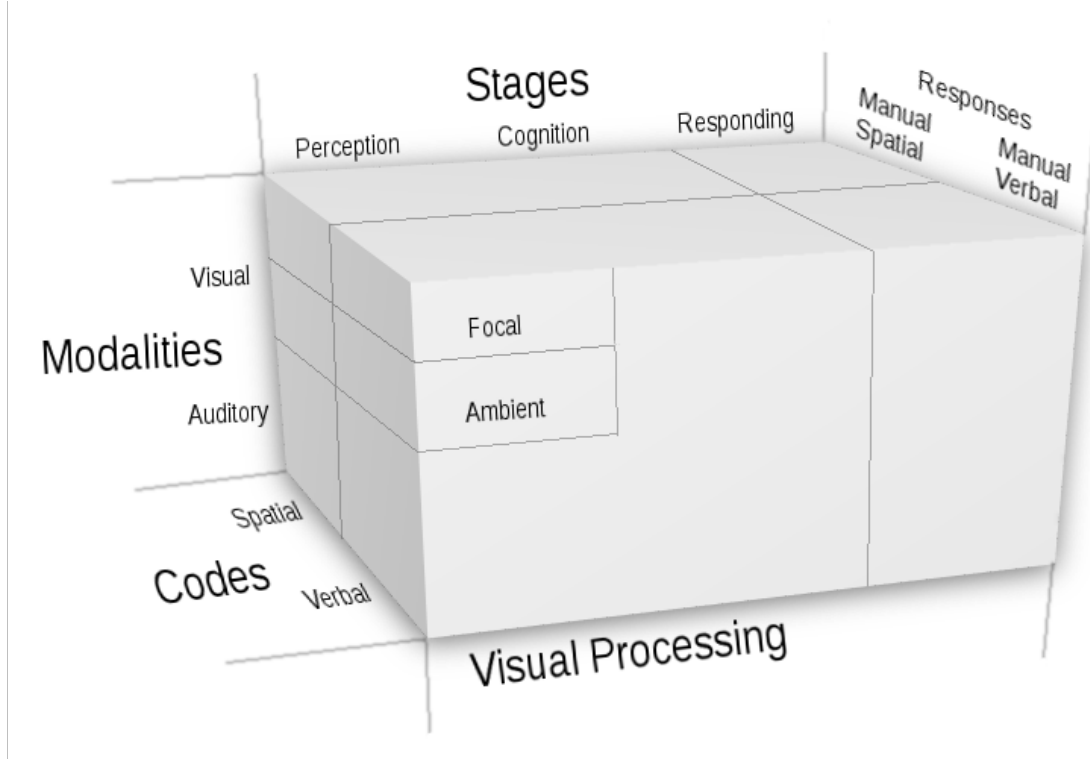 Stages
Perception
Cognition
Responding
Responses
Manual
Spatial
Manual
Verbal
Visual
Modalities
Auditory
Focal
Ambient
Spatial
Codes
Verbal
Visual Processing